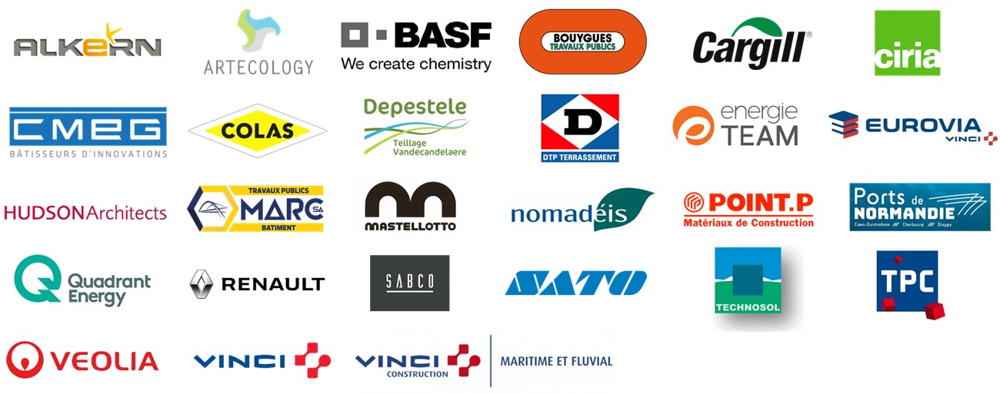 ALKERN
ARTECOLOGY
BASF
We create chemistry
BOUYGUES
TRAVAUX PUBLICS
Cargill®
ciria
CMEG
BÂTISSEURS D'INNOVATIONS
COLAS
Depestele
Teillage
Vandecandelaere
D
DTP TERRASSEMENT
energie
TEAM
EUROVIA
VINCI
HUDSONArchitects
TRAVAUX PUBLICS
MARC SA
BATIMENT
MASTELLOTTO
nomadéis
POINT.P
Matériaux de Construction
Ports de
NORMANDIE
Caen-Ouistreham Cherbourg Dieppe
Quadrant
Energy
RENAULT
SABCO
SATO
TECHNOSOL
TPC
VEOLIA
VINCI
VINCI
CONSTRUCTION
MARITIME ET FLUVIAL